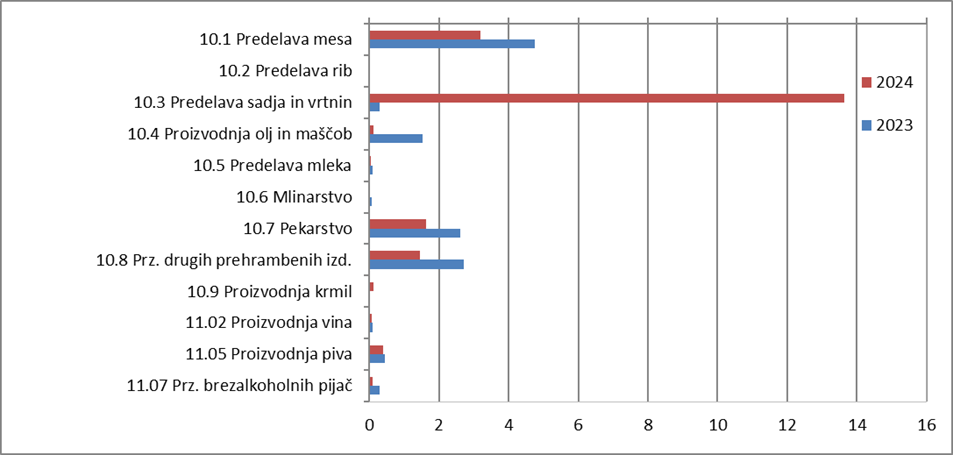 10.1 Predelava mesa
10.2 Predelava rib
10.3 Predelava sadja in vrtnin
10.4 Proizvodnja olj in maščob
10.5 Predelava mleka
10.6 Mlinarstvo
10.7 Pekarstvo
10.8 Prz. drugih prehrambenih izd.
10.9 Proizvodnja krmil
11.02 Proizvodnja vina
11.05 Proizvodnja piva
11.07 Prz. brezalkoholnih pijač
2024
2023
0 2 4 6 8 10 12 14 16